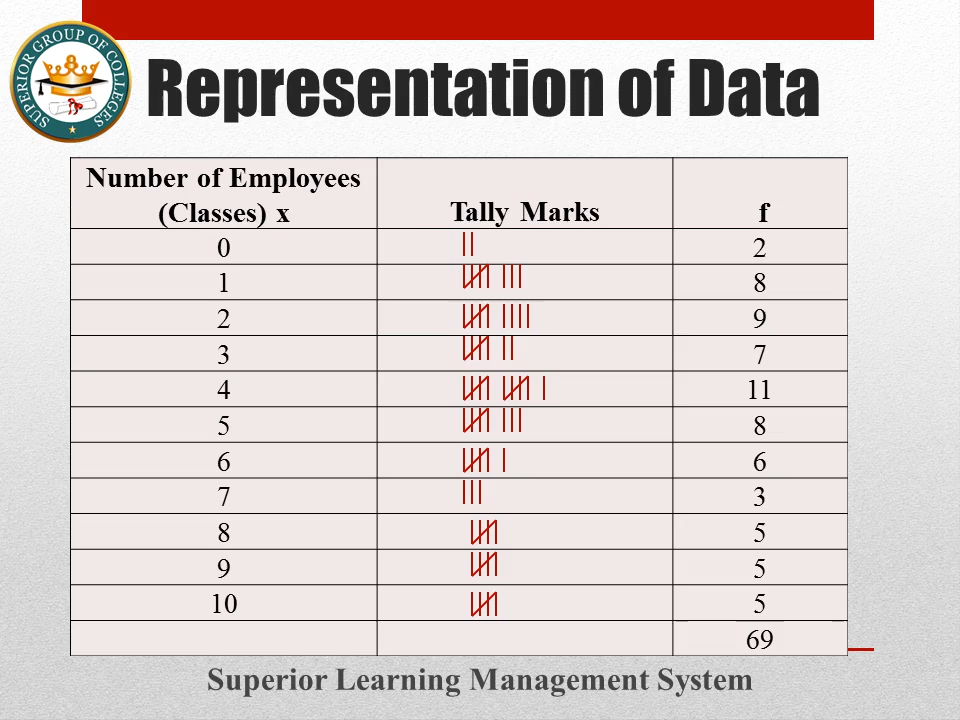 SUPERIOR GROUP OF COLLEGES
Representation of Data
Number of Employees
(Classes) x
Tally Marks
f
0 2
1 8
2 9
3 7
4 11
5 8
6 6
7 3
8 5
9 5
10 5
69
Superior Learning Management System